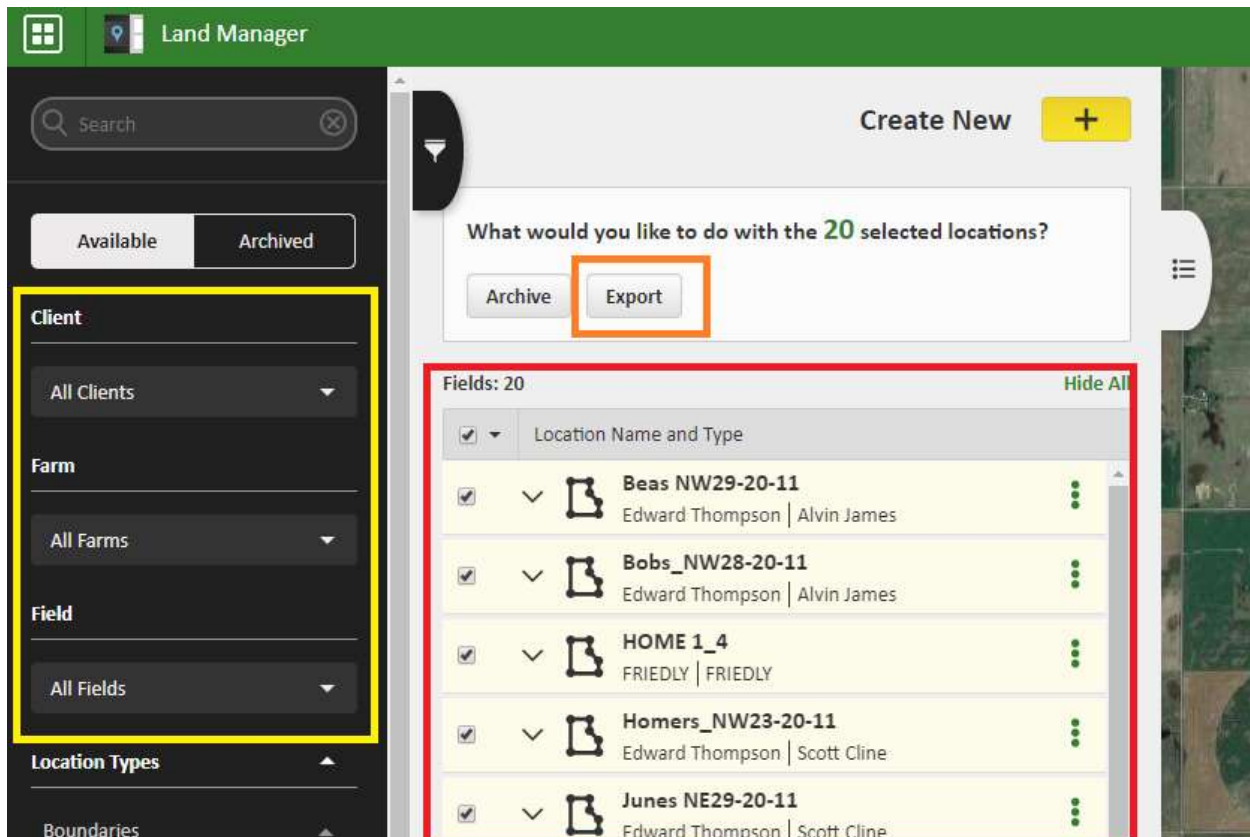 Land Manager
Search
Available Archived
Client
All Clients
Farm
All Farms
Field
All Fields
Location Types
Boundaries
Create New +
What would you like to do with the 20 selected locations?
Archive Export
Fields: 20 Hide All
Location Name and Type
Beas NW29-20-11
Edward Thompson | Alvin James
Bobs_NW28-20-11
Edward Thompson | Alvin James
HOME 1_4
FRIEDLY | FRIEDLY
Homers_NW23-20-11
Edward Thompson | Scott Cline
Junes NE29-20-11
Edward Thompson | Scott Cline